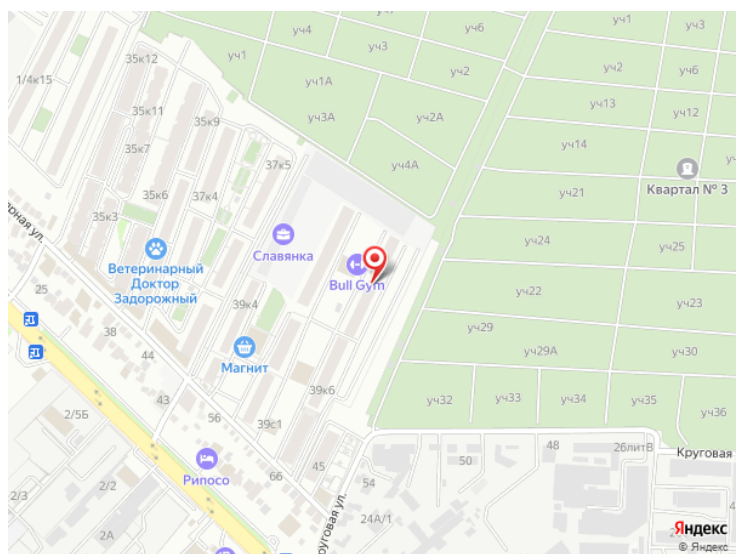 уч4
уч6
уч1
уч3
уч3
35к12
уч1
уч2
уч2
уч6
1/4к15
уч1А
уч13
35к11
уч3А
уч2А
уч12
35к9
35к7
уч14
37к5
уч4А
35к6
37к4
уч21
Квартал № 3
35к3
рная ул.
Славянка
уч24
уч25
Ветеринарный
Доктор
Задорожный
Bull Gym
25
уч22
уч23
39к4
38
уч29
44
Магнит
уч29А
уч30
39к6
43
уч32
уч33
уч34
уч35
2/5Б
56
39с1
уч36
48
26литВ
Круговая
45
50
Рипосо
66
54
2/2
2/3
24А/1
Круговая ул.
2А
Яндекс
© Яндекс